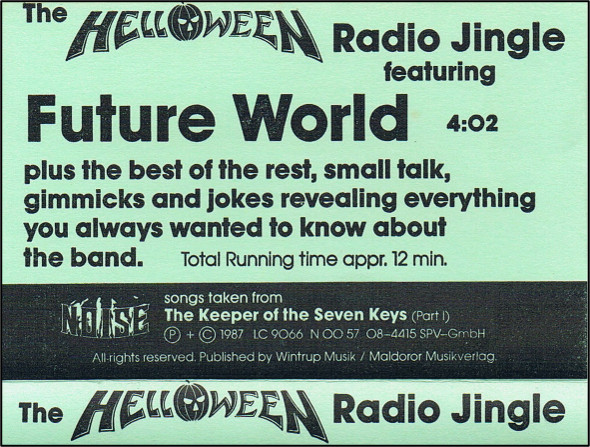 The HELLOWEEN Radio Jingle
featuring
Future World 4:02
plus the best of the rest, small talk,
gimmicks and jokes revealing everything
you always wanted to know about
the band. Total Running time appr. 12 min.
NOISE
songs taken from
The Keeper of the Seven Keys (Part I)
Ⓟ + © 1987 LC 9066 N OO 57 O8-4415 SPV-GmbH
All rights reserved. Published by Wintrup Musik / Maldoror Musikverlag.
The HELLOWEEN Radio Jingle